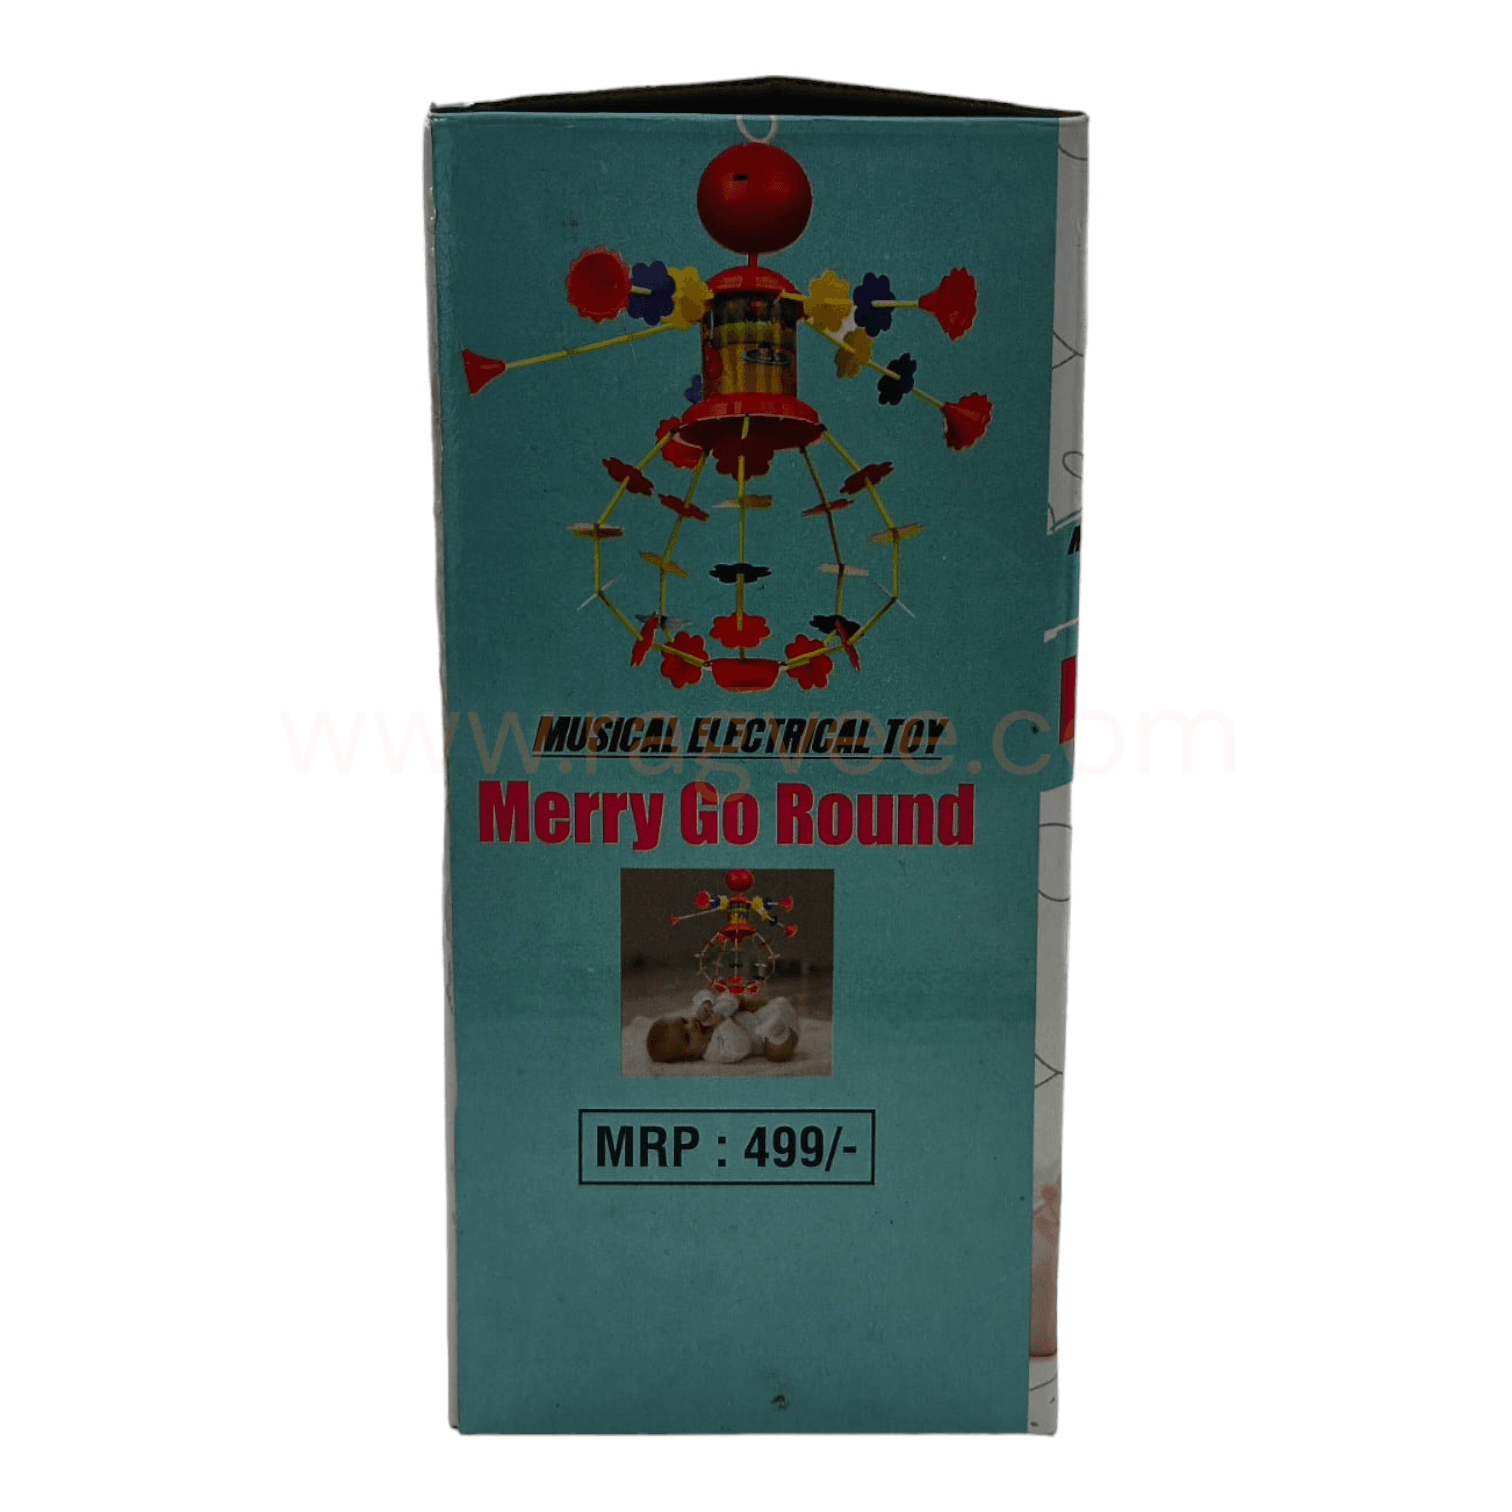 MUSICAL ELECTRICAL TOY
www.ragvee.com
Merry Go Round
MRP : 499/-